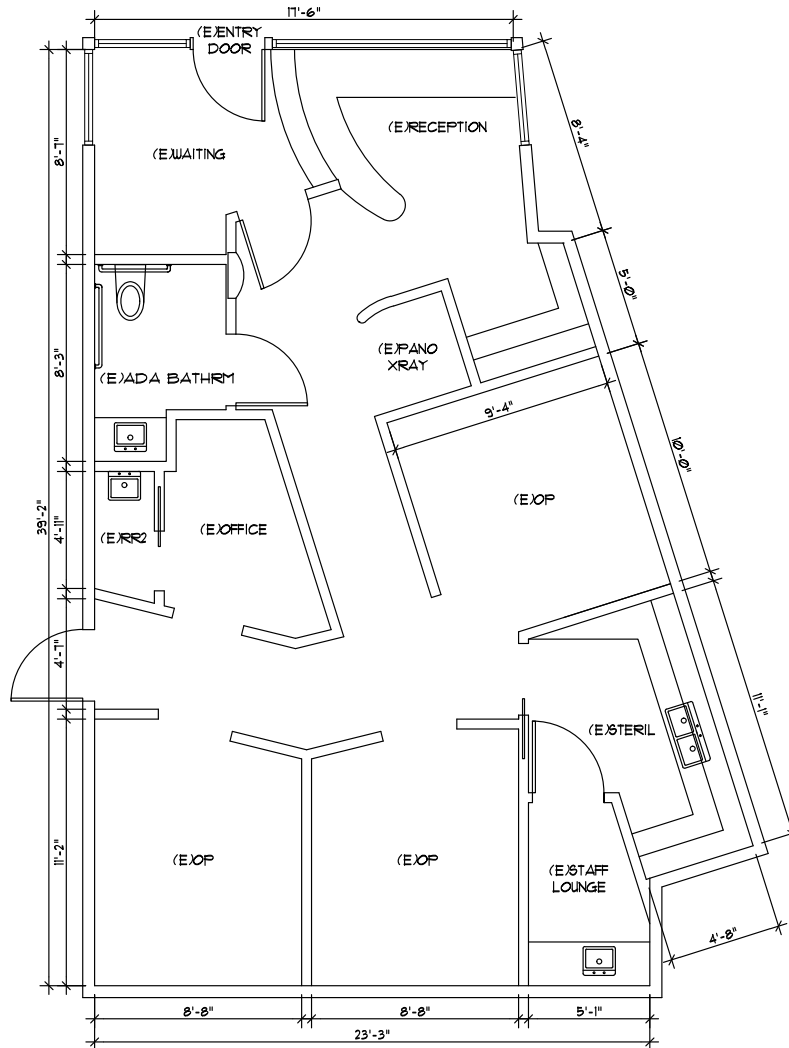 17'-6"
(E)ENTRY
DOOR
(E)RECEPTION
(E)WAITING
8'-7"
8'-4"
5'-0"
(E)PANO
XRAY
8'-3"
(E)ADA BATHRM
9'-4"
10'-0"
39'-2"
4'-11"
(E)RR2
(E)OFFICE
(E)OP
4'-7"
11'-1"
(E)STERIL
11'-2"
(E)OP
(E)OP
(E)STAFF
LOUNGE
4'-8"
8'-8"
8'-8"
5'-1"
23'-3"